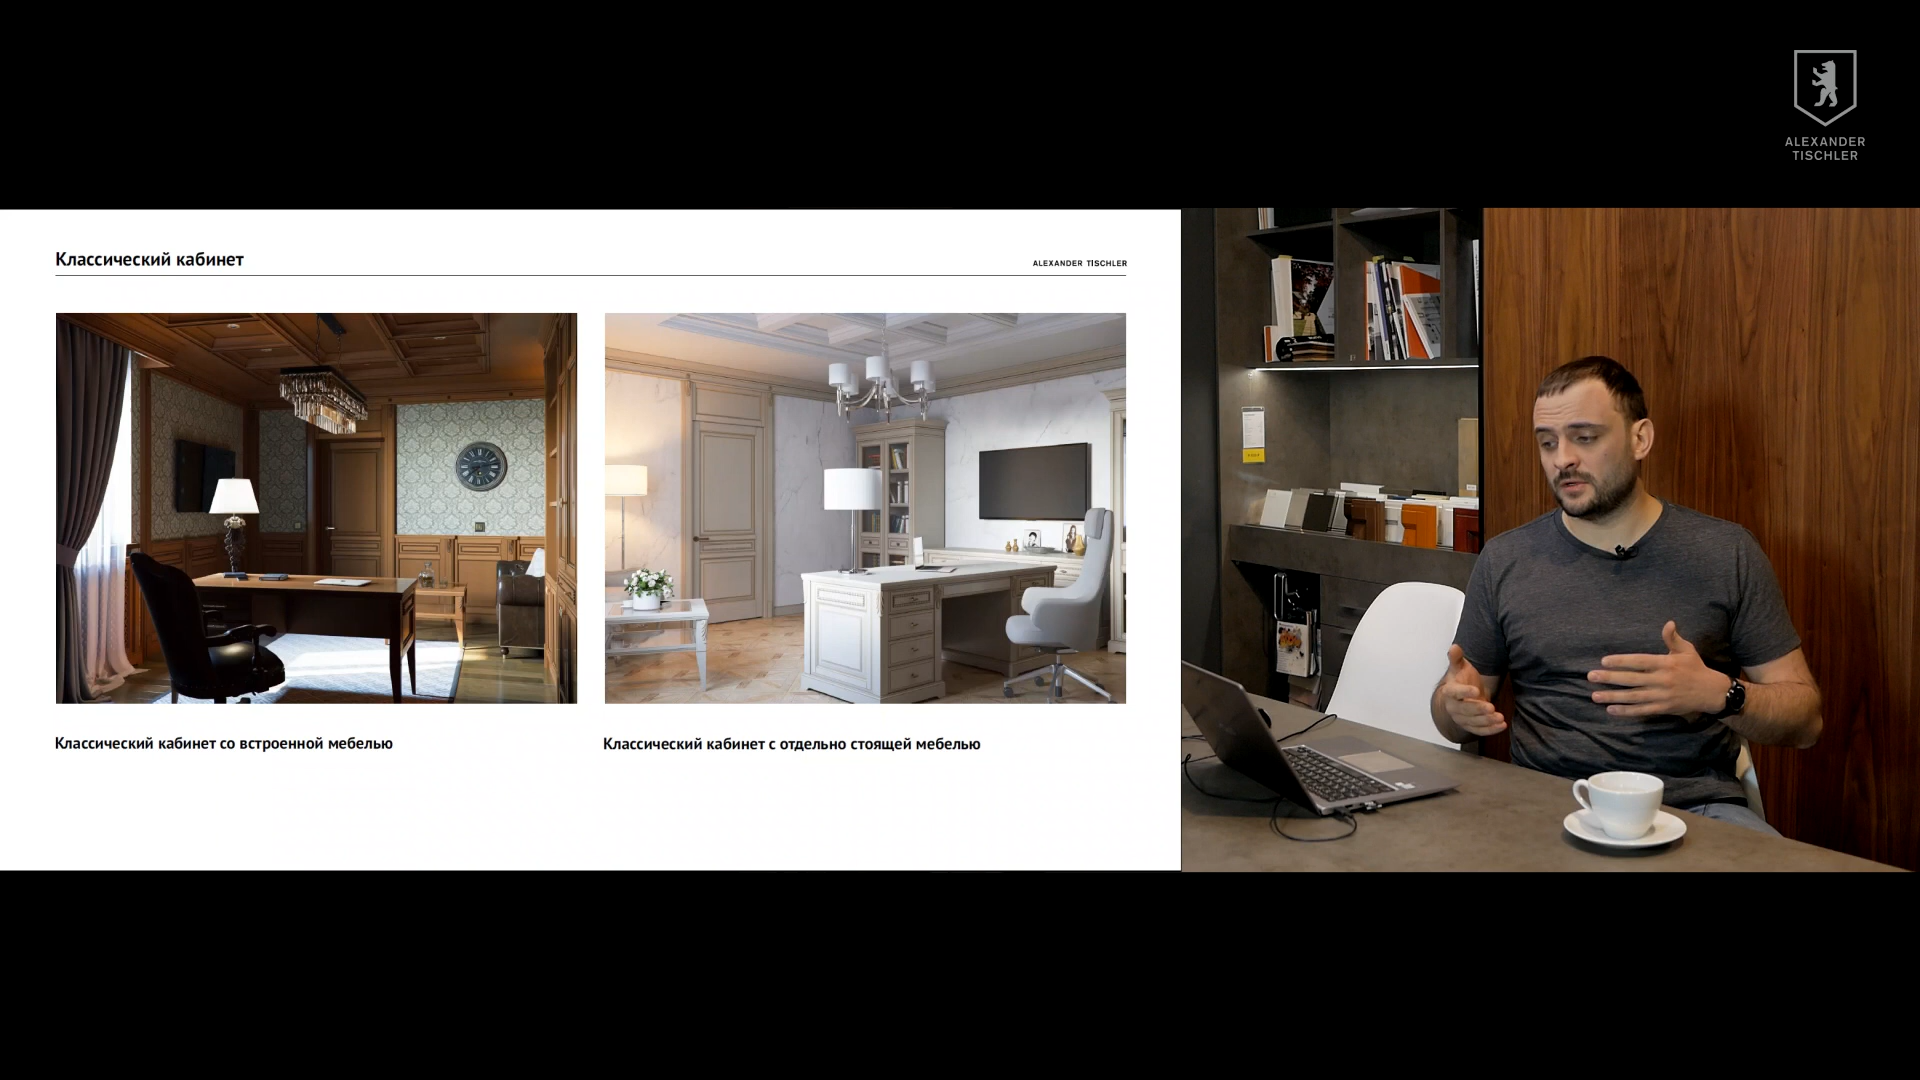 ALEXANDER
TISCHLER
Классический кабинет
ALEXANDER TISCHLER
Классический кабинет со встроенной мебелью
Классический кабинет с отдельно стоящей мебелью